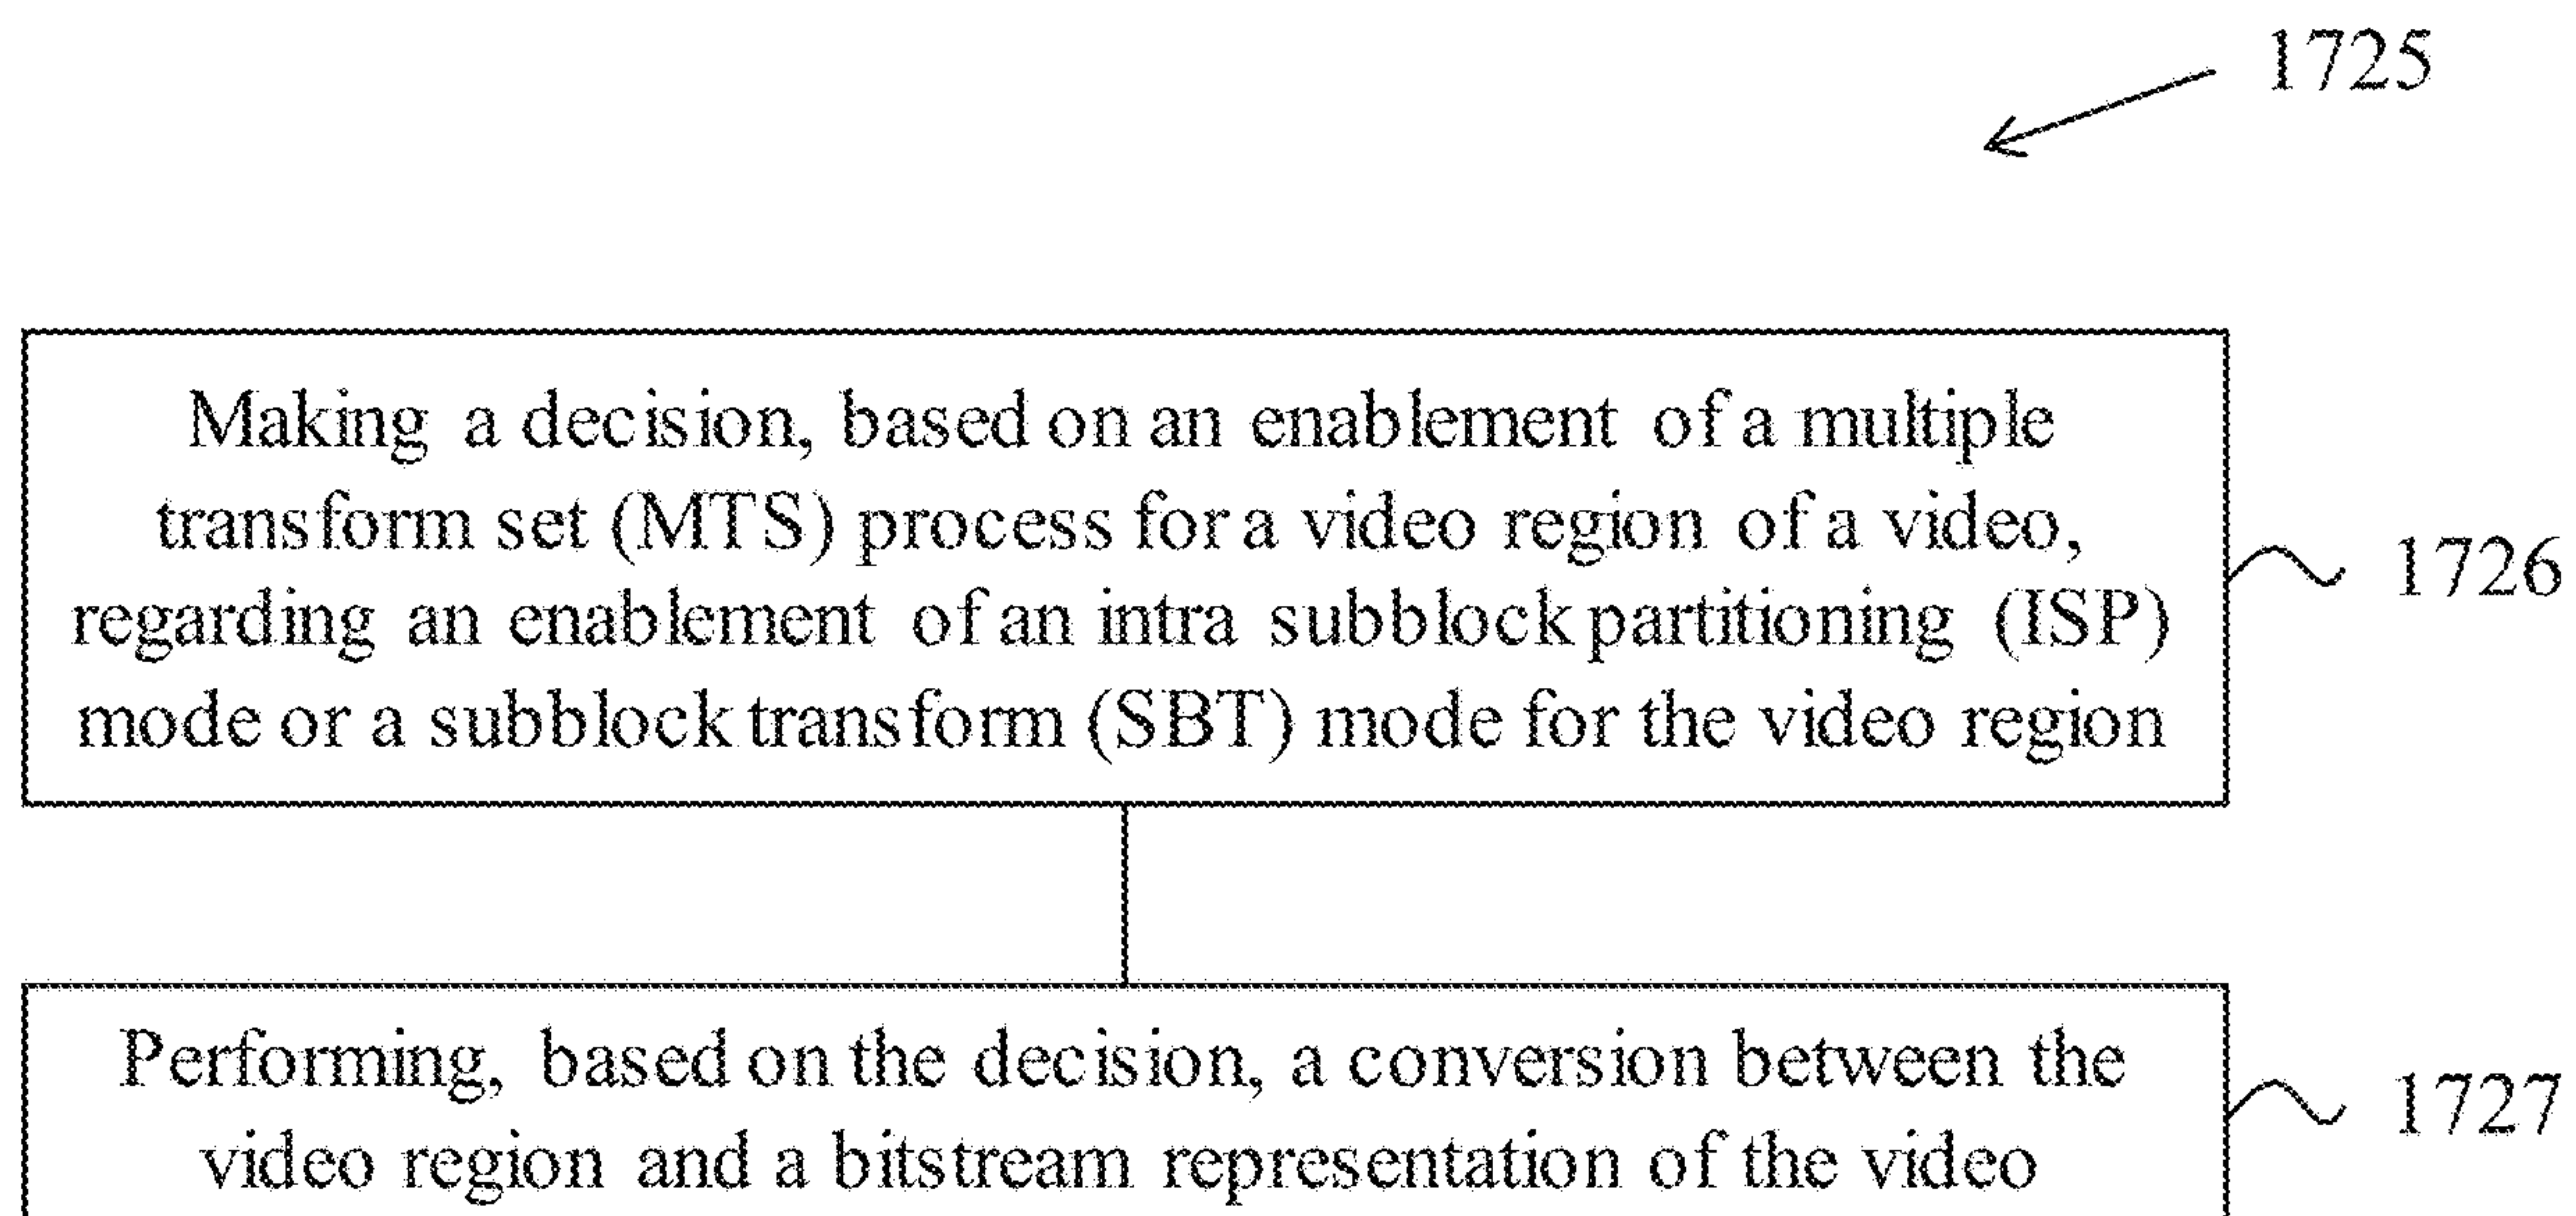 1725
Making a decision, based on an enablement of a multiple
transform set (MTS) process for a video region of a video,
regarding an enablement of an intra subblock partitioning (ISP)
mode or a subblock transform (SBT) mode for the video region
1726
Performing, based on the decision, a conversion between the
video region and a bitstream representation of the video
1727